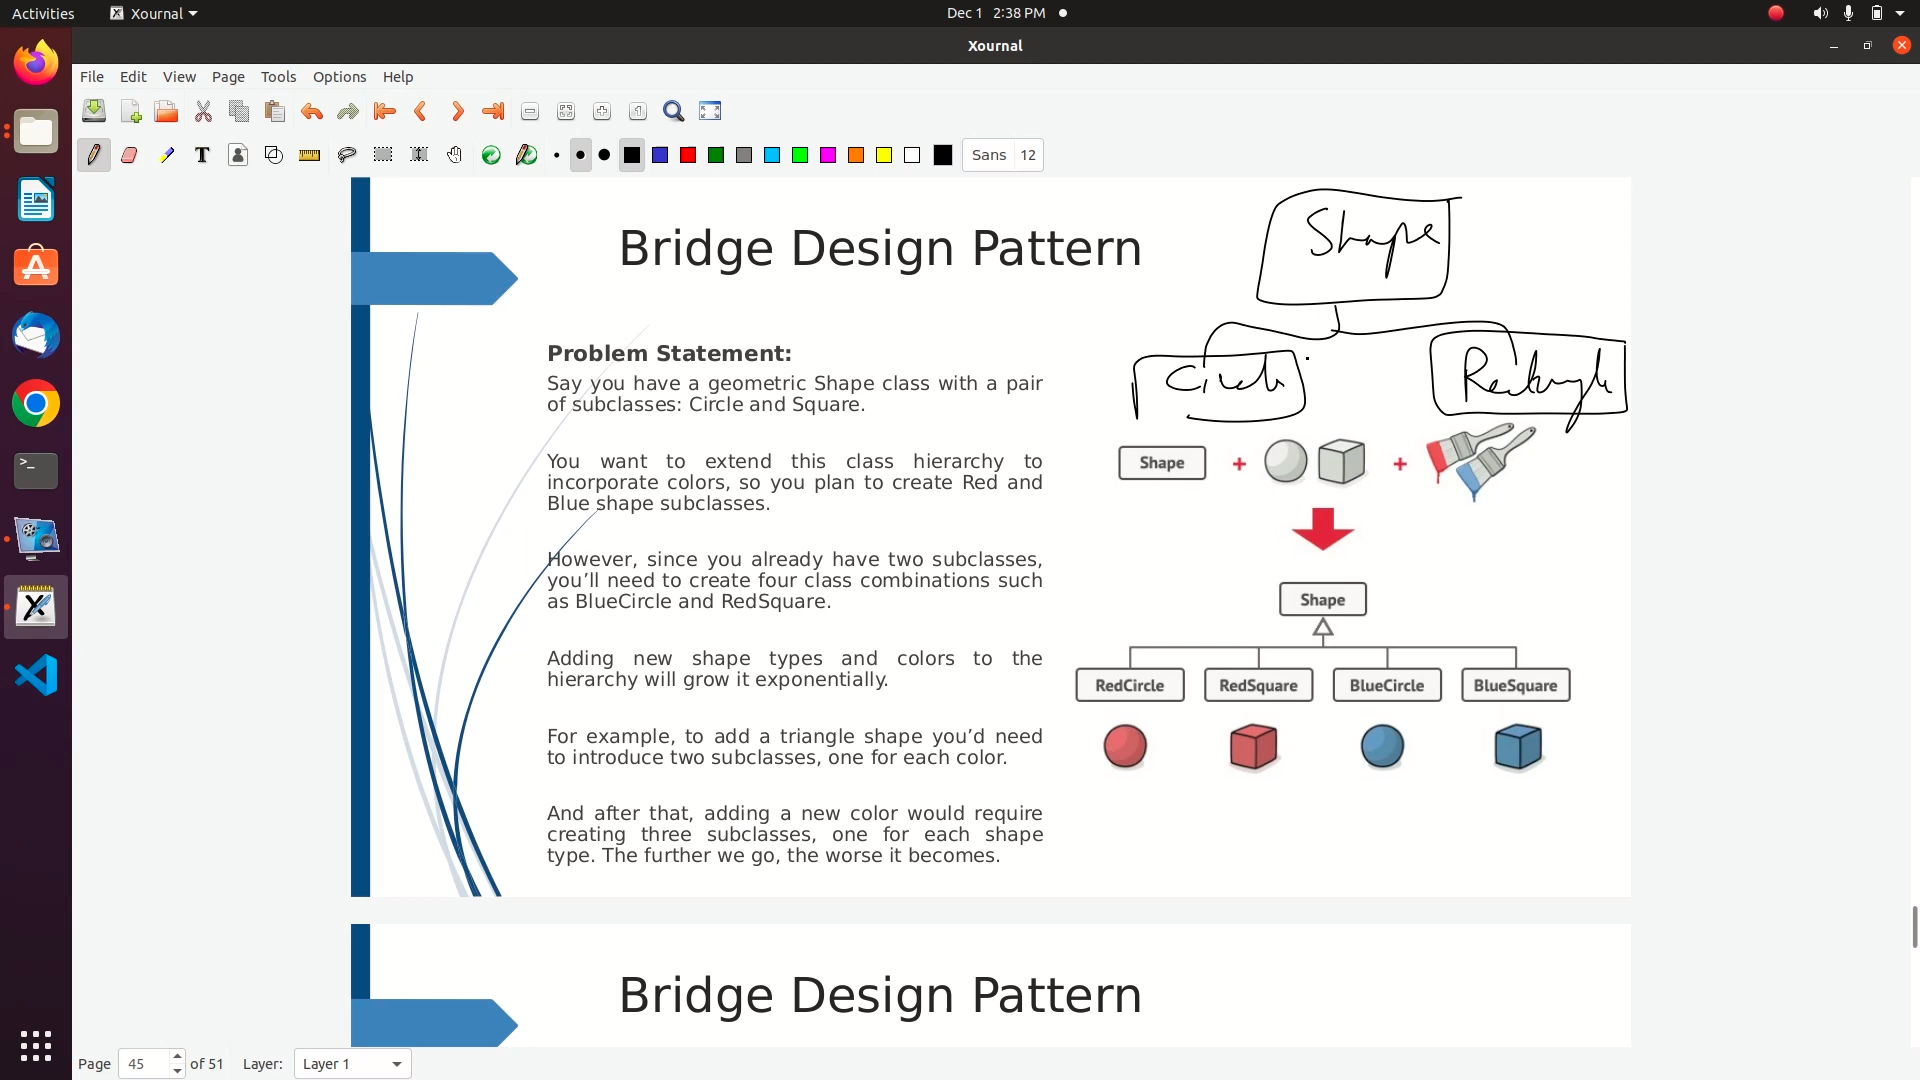 Activities
Xournal
Dec 1 2:38 PM
Xournal
File Edit View Page Tools Options Help
Sans 12
Bridge Design Pattern
Shape
Circle
Rectangle
Problem Statement:
Say you have a geometric Shape class with a pair
of subclasses: Circle and Square.
You want to extend this class hierarchy to
incorporate colors, so you plan to create Red and
Blue shape subclasses.
However, since you already have two subclasses,
you’ll need to create four class combinations such
as BlueCircle and RedSquare.
Adding new shape types and colors to the
hierarchy will grow it exponentially.
For example, to add a triangle shape you’d need
to introduce two subclasses, one for each color.
And after that, adding a new color would require
creating three subclasses, one for each shape
type. The further we go, the worse it becomes.
Shape + +
Shape
RedCircle RedSquare BlueCircle BlueSquare
Bridge Design Pattern
Page 45 of 51 Layer: Layer 1